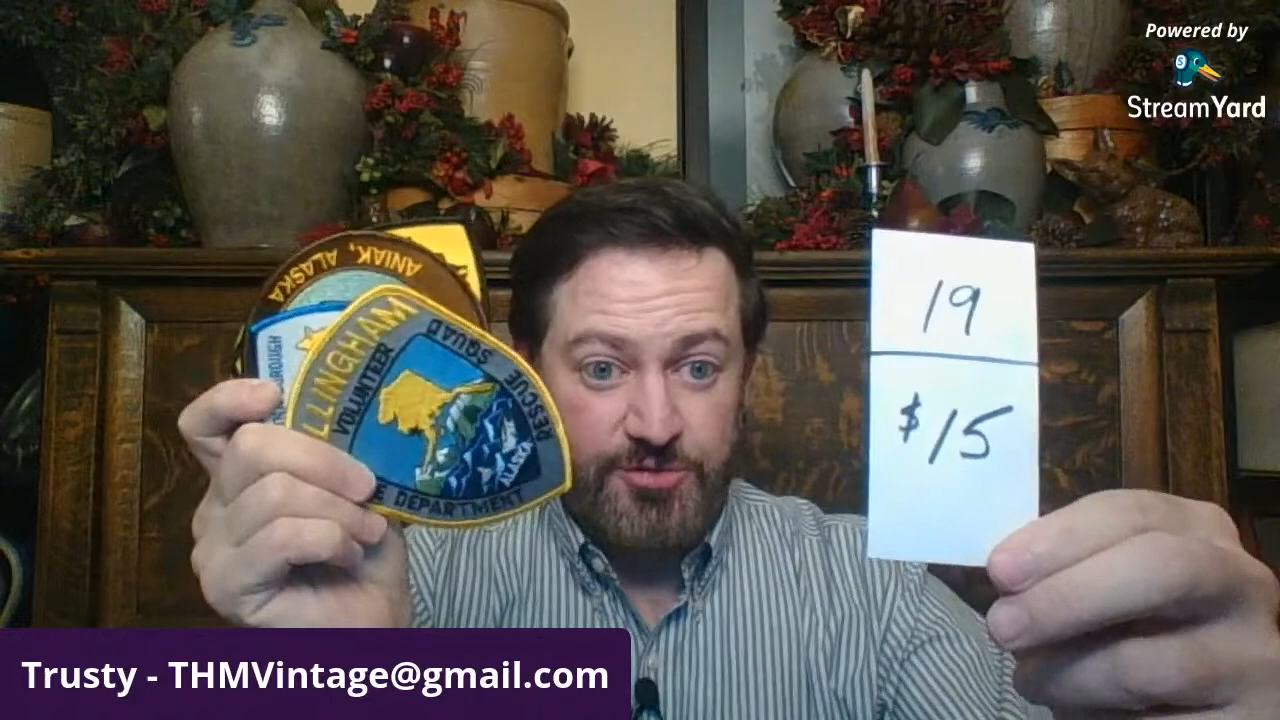 Powered by
StreamYard
ANIAK, ALASKA
LLINGHAM
VOLUNTEER
RESCUE SQUAD
ALASKA
E DEPARTMENT
19
$15
Trusty - THMVintage@gmail.com